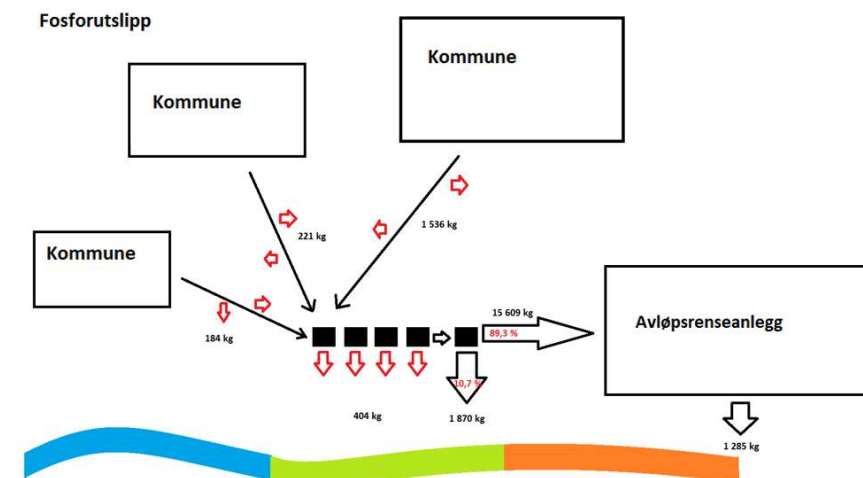 Fosforutslipp
Kommune
Kommune
Kommune
221 kg
1 536 kg
184 kg
15 609 kg
89,3 %
Avløpsrenseanlegg
10,7 %
404 kg
1 870 kg
1 285 kg